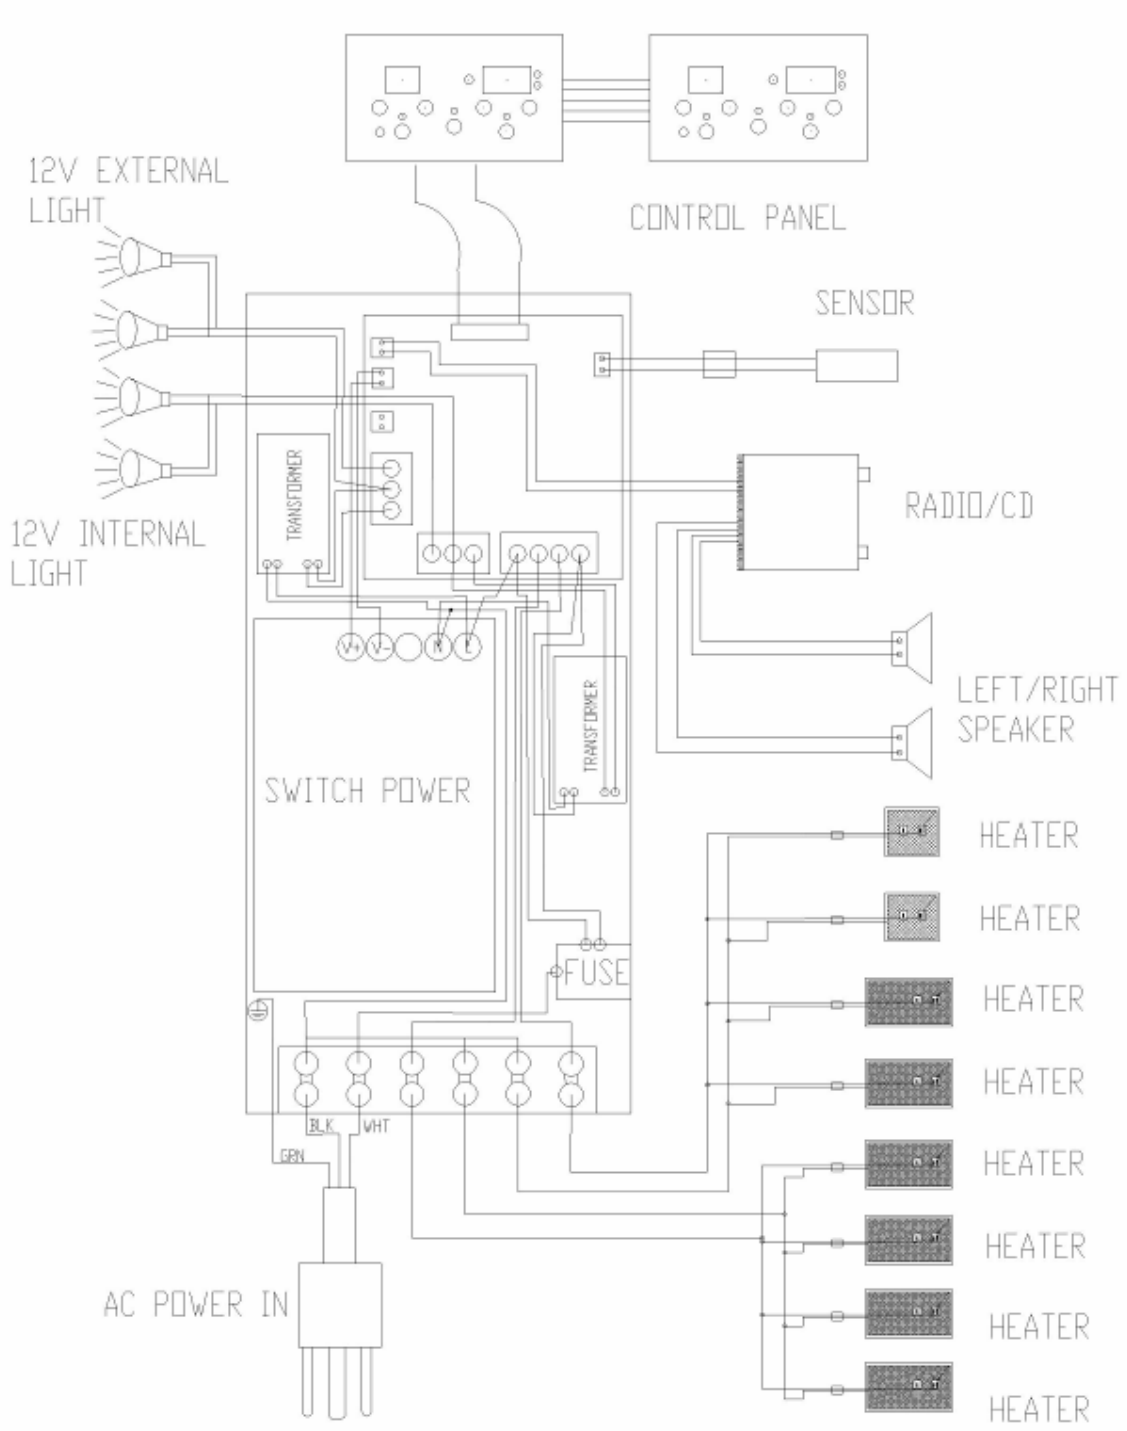 12V EXTERNAL
LIGHT
CONTROL PANEL
SENSOR
TRANSFORMER
RADIO/CD
12V INTERNAL
LIGHT
V+ V- N L
LEFT/RIGHT
SPEAKER
TRANSFORMER
SWITCH POWER
HEATER
HEATER
FUSE
HEATER
HEATER
BLK WHT
GRN
HEATER
HEATER
AC POWER IN
HEATER
HEATER